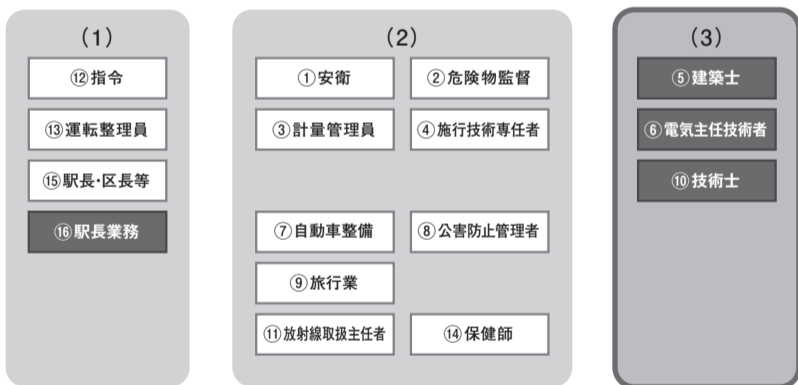 (1)
⑫指令
⑬運転整理員
⑮駅長・区長等
⑯駅長業務
(2)
①安衛
②危険物監督
③計量管理員
④施行技術専任者
⑦自動車整備
⑧公害防止管理者
⑨旅行業
⑪放射線取扱主任者
⑭保健師
(3)
⑤建築士
⑥電気主任技術者
⑩技術士